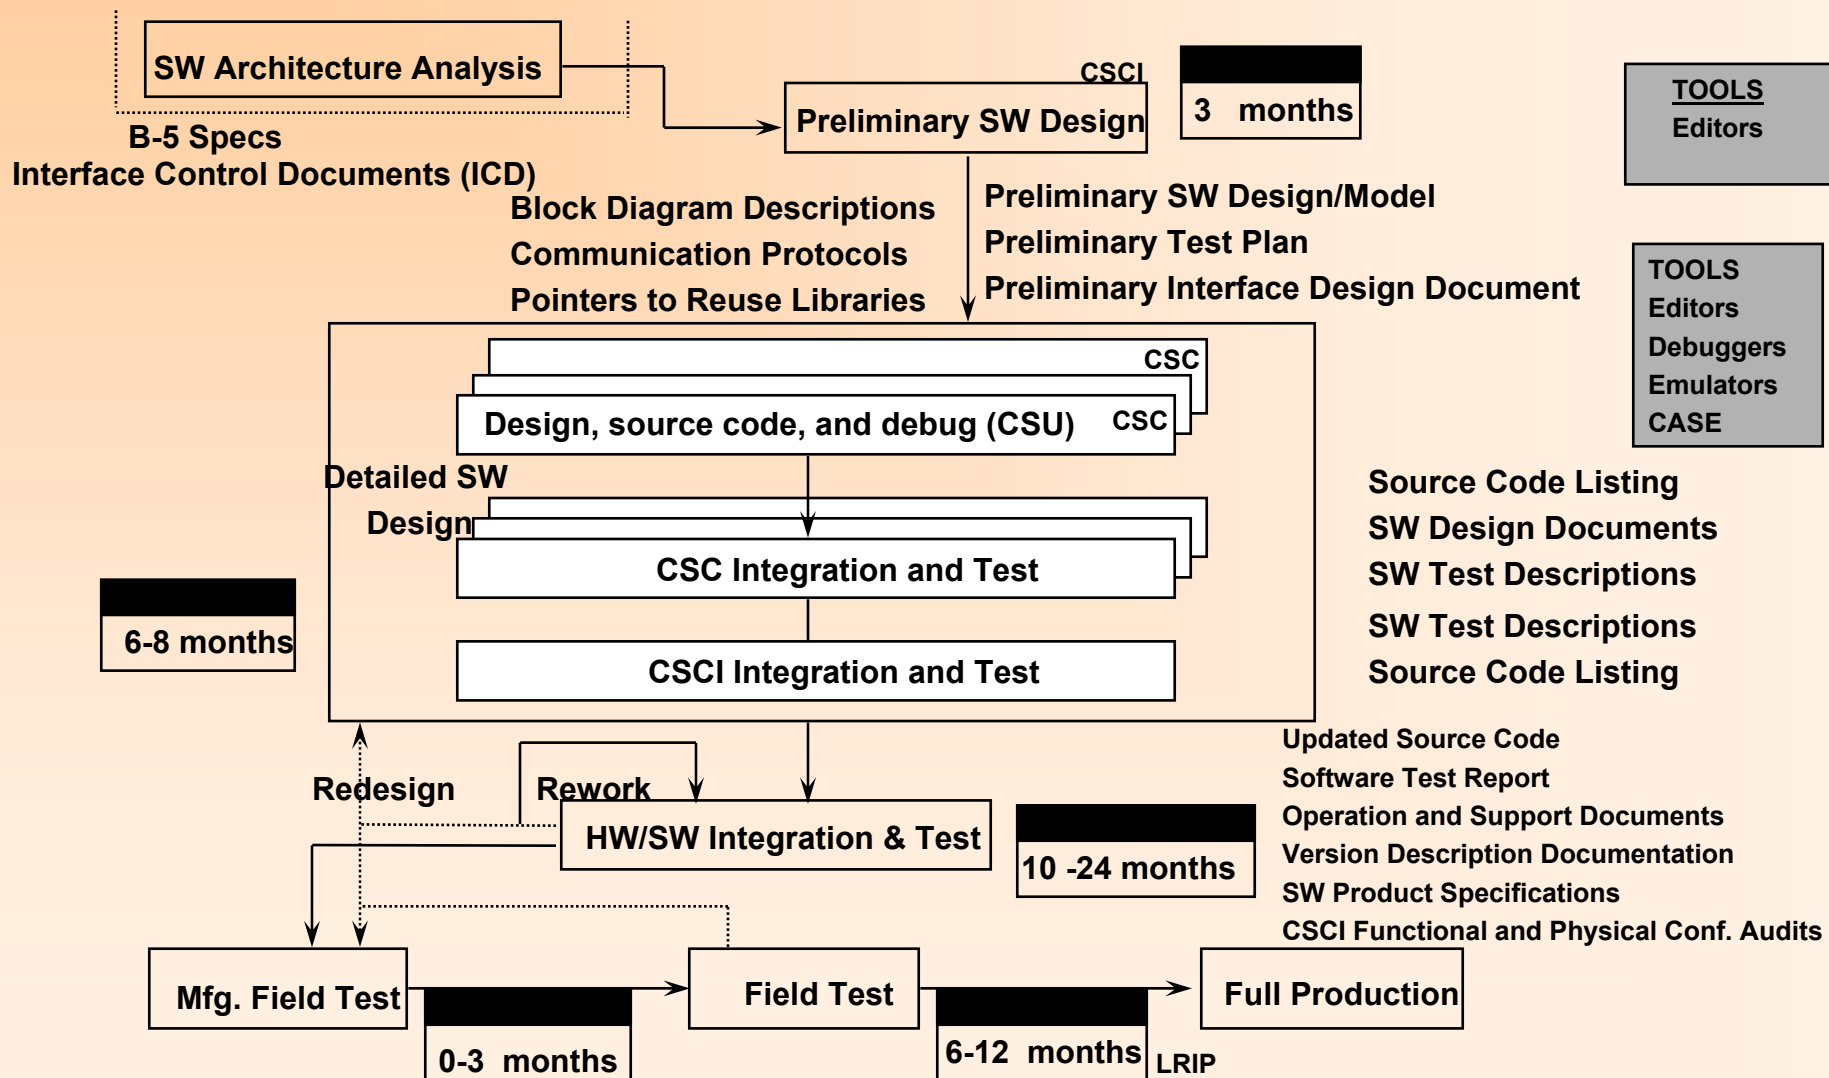 SW Architecture Analysis
B-5 Specs
Interface Control Documents (ICD)
CSCI
Preliminary SW Design
3 months
TOOLS
Editors
Block Diagram Descriptions
Communication Protocols
Pointers to Reuse Libraries
Preliminary SW Design/Model
Preliminary Test Plan
Preliminary Interface Design Document
TOOLS
Editors
Debuggers
Emulators
CASE
CSC
Design, source code, and debug (CSU)
CSC
Detailed SW
Design
CSC Integration and Test
CSCI Integration and Test
6-8 months
Source Code Listing
SW Design Documents
SW Test Descriptions
SW Test Descriptions
Source Code Listing
Redesign
Rework
HW/SW Integration & Test
10 -24 months
Updated Source Code
Software Test Report
Operation and Support Documents
Version Description Documentation
SW Product Specifications
CSCI Functional and Physical Conf. Audits
Mfg. Field Test
0-3 months
Field Test
6-12 months
LRIP
Full Production